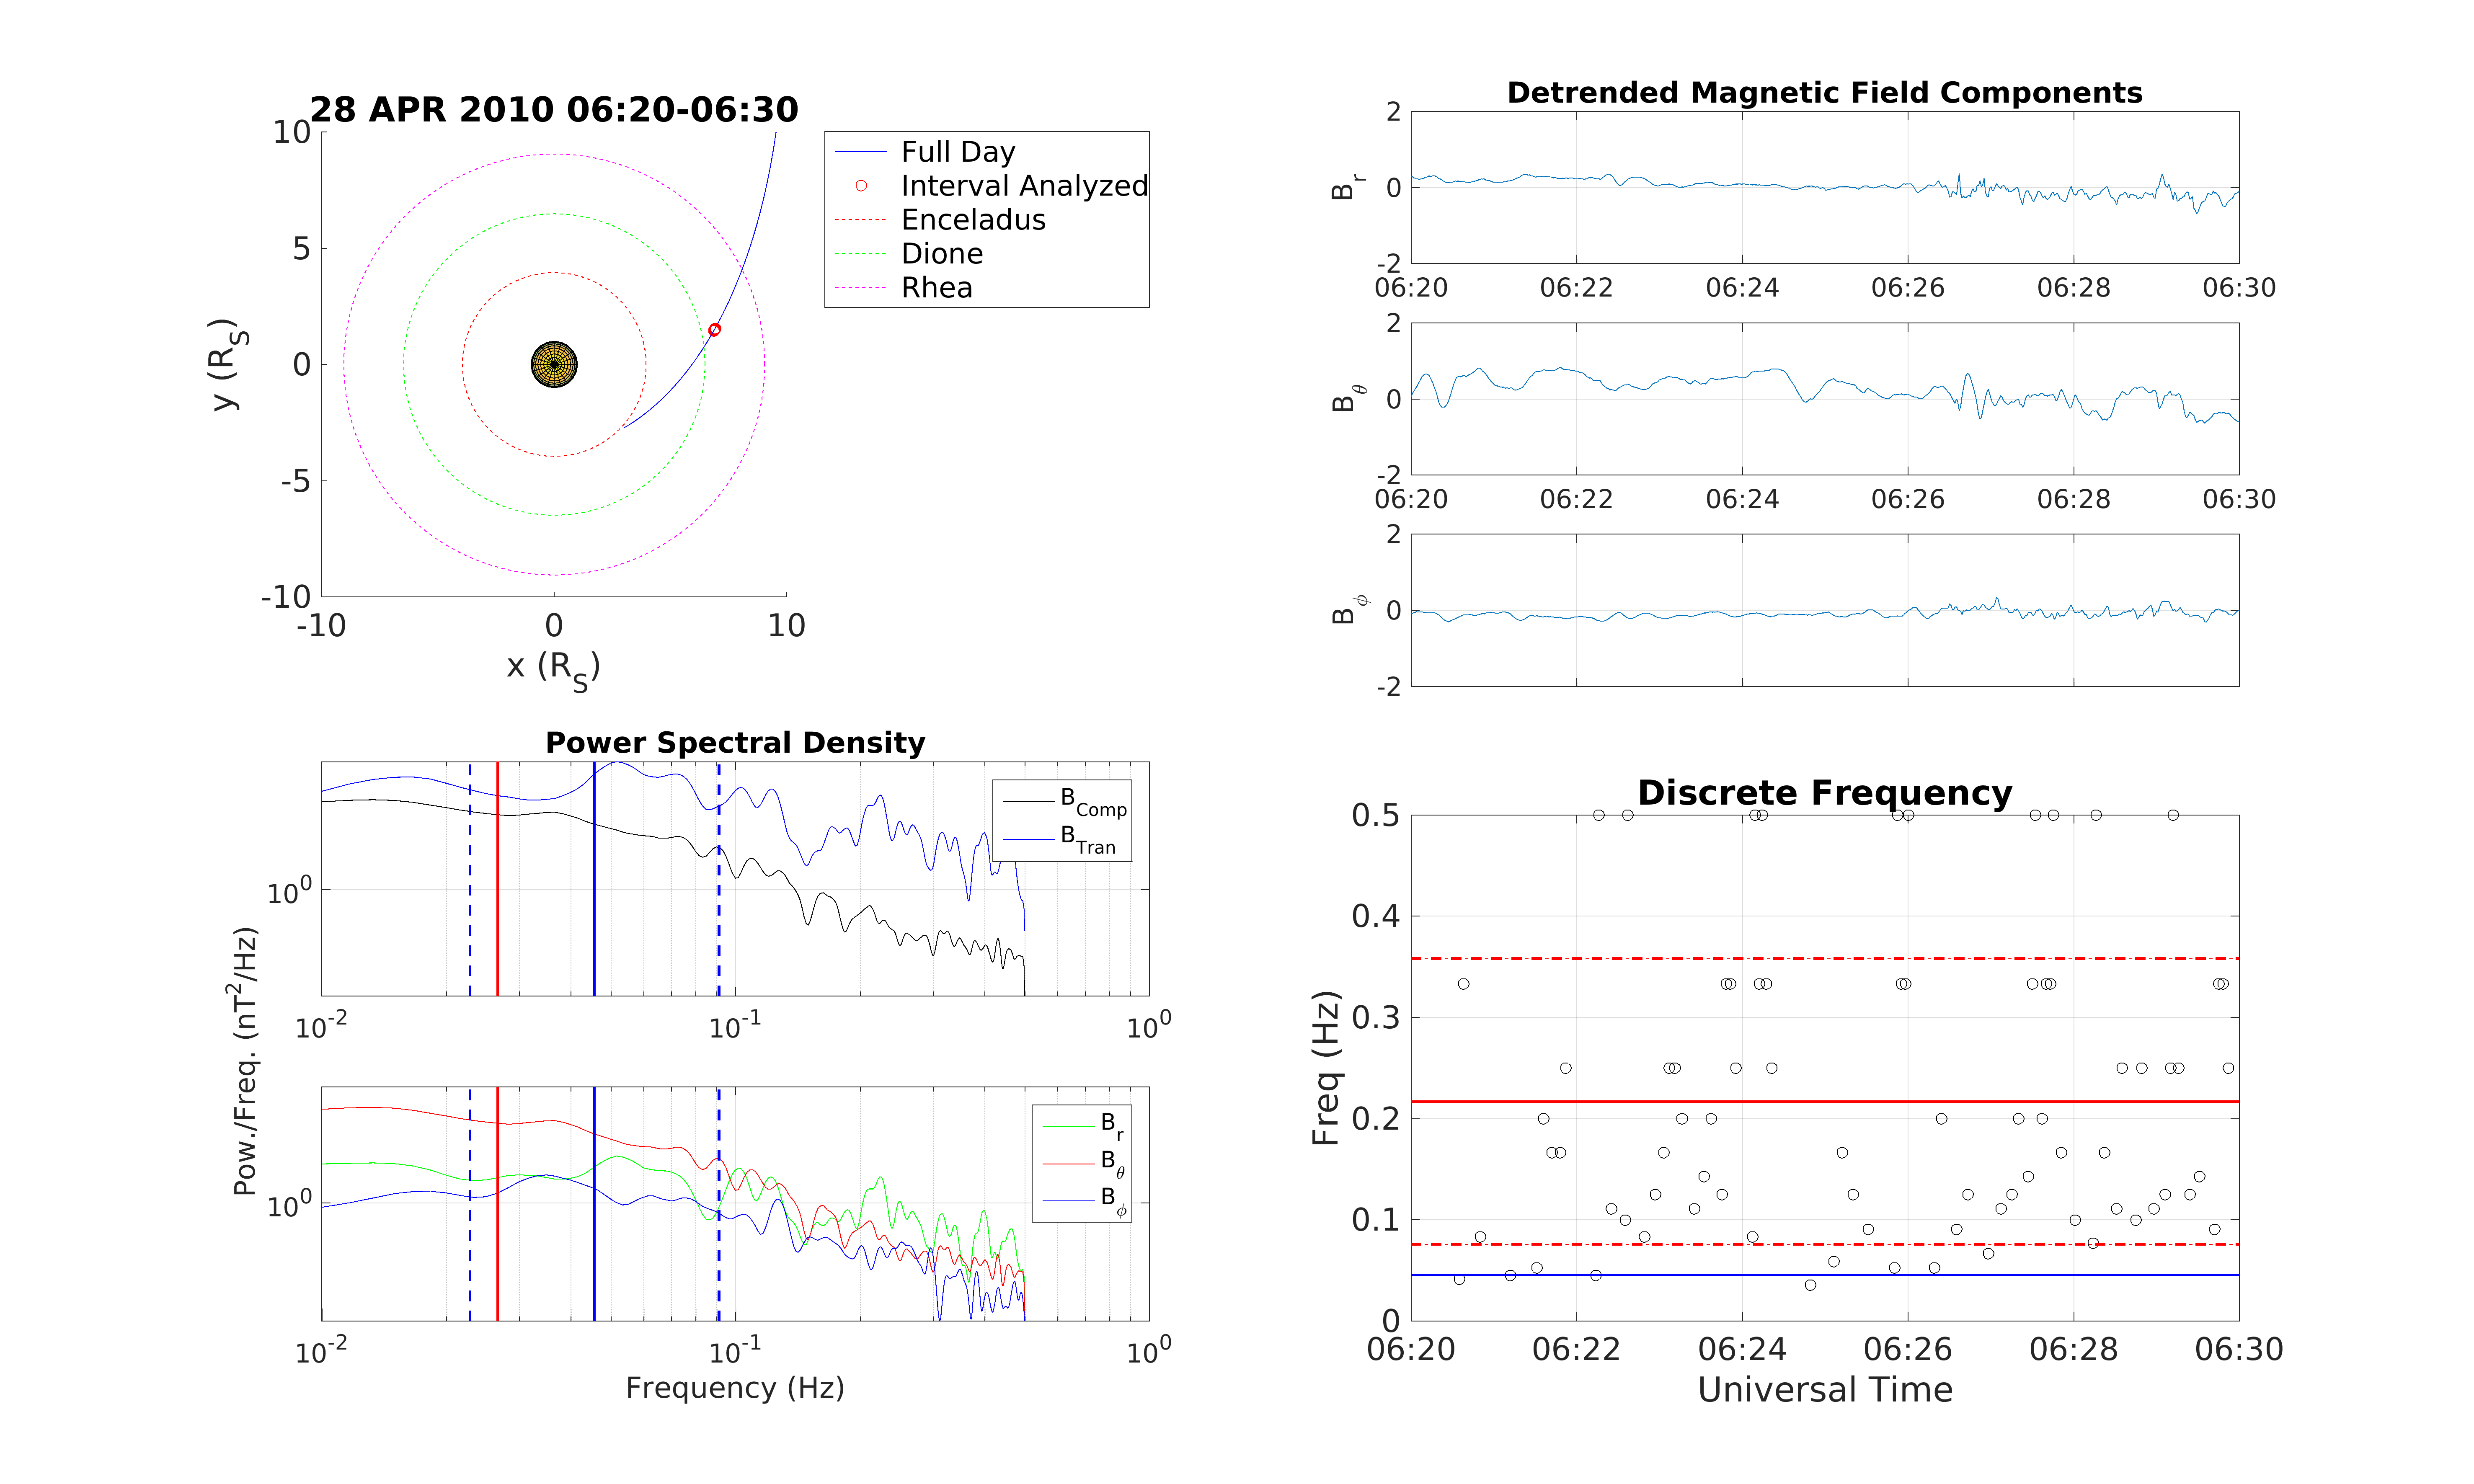 28 APR 2010 06:20-06:30
10
5
0
-5
-10
-10
0
10
y (R_S)
x (R_S)
Full Day
Interval Analyzed
Enceladus
Dione
Rhea
Detrended Magnetic Field Components
2
0
-2
B_r
06:20 06:22 06:24 06:26 06:28 06:30
2
0
-2
B_θ
06:20 06:22 06:24 06:26 06:28 06:30
2
0
-2
B_ϕ
Power Spectral Density
B_Comp
B_Tran
10^0
10^-2 10^-1 10^0
Pow./Freq. (nT^2/Hz)
B_r
B_θ
B_ϕ
10^0
10^-2 10^-1 10^0
Frequency (Hz)
Discrete Frequency
0.5
0.4
0.3
0.2
0.1
0
Freq (Hz)
06:20 06:22 06:24 06:26 06:28 06:30
Universal Time